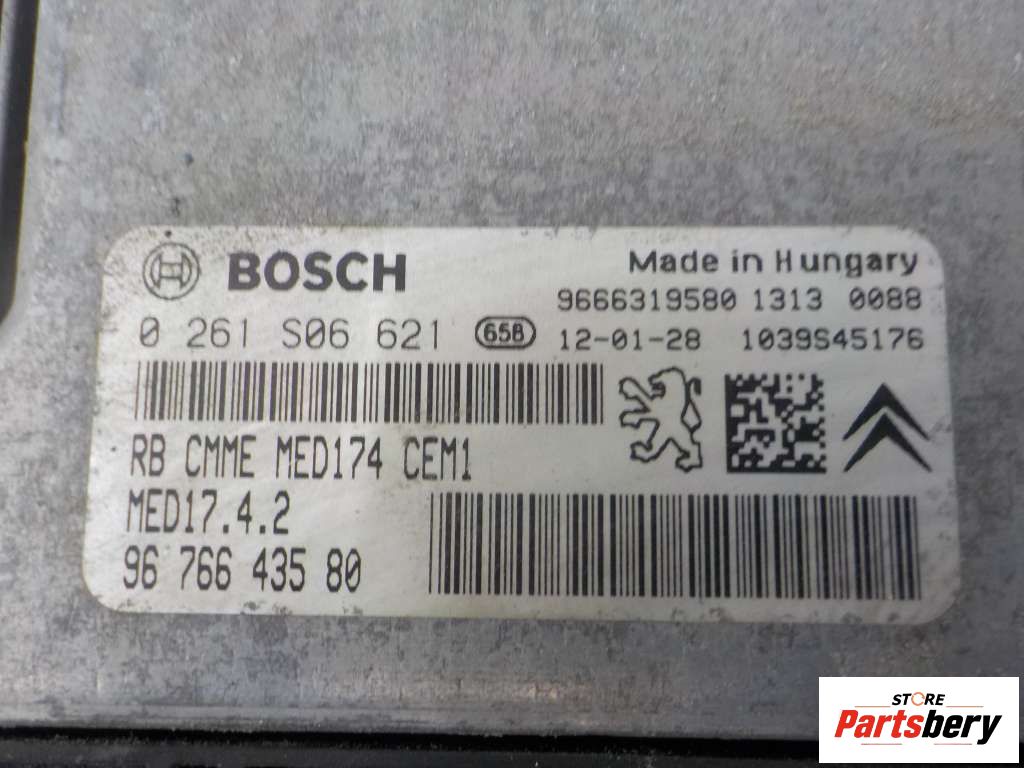 BOSCH
Made in Hungary
9666319580 1313 0088
0 261 S06 621 65B 12-01-28 1039S45176
RB CMME MED174 CEM1
MED17.4.2
96 766 435 80
STORE
Partsbery